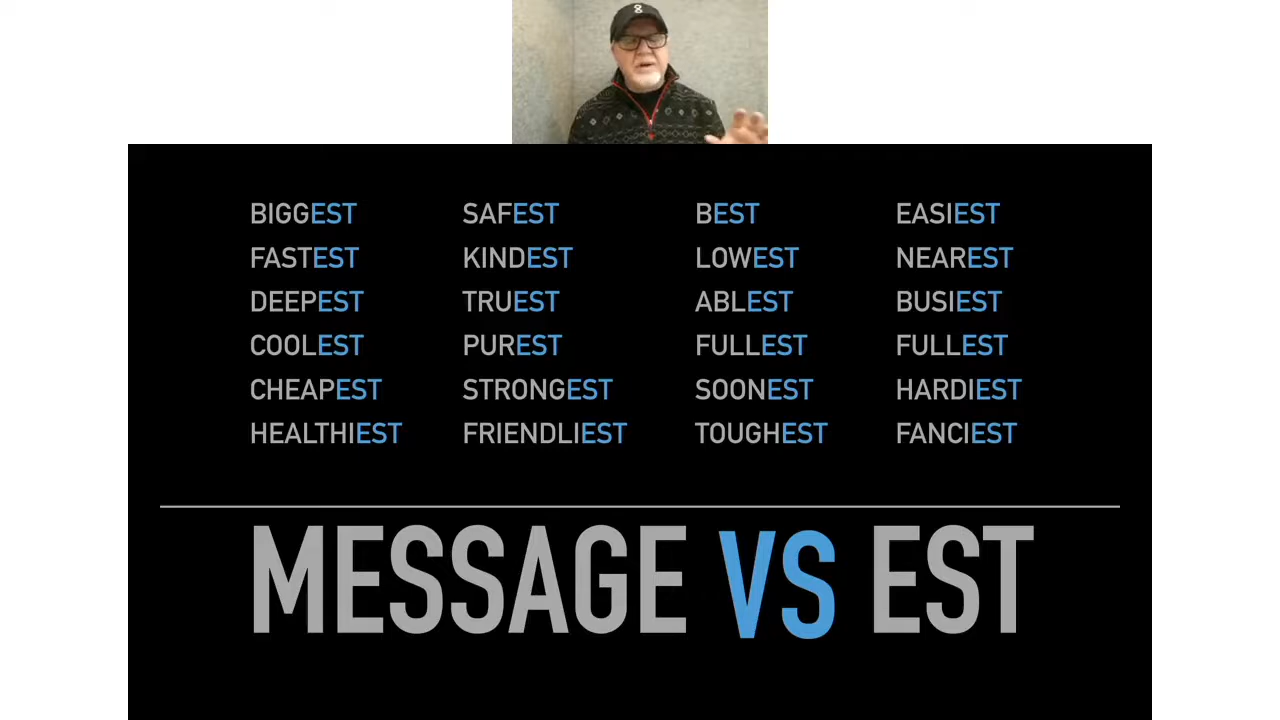 BIGGEST SAFEST BEST EASIEST
FASTEST KINDEST LOWEST NEAREST
DEEPEST TRUEST ABLEST BUSIEST
COOLEST PUREST FULLEST FULLEST
CHEAPEST STRONGEST SOONEST HARDIEST
HEALTHIEST FRIENDLIEST TOUGHEST FANCIEST
MESSAGE VS EST